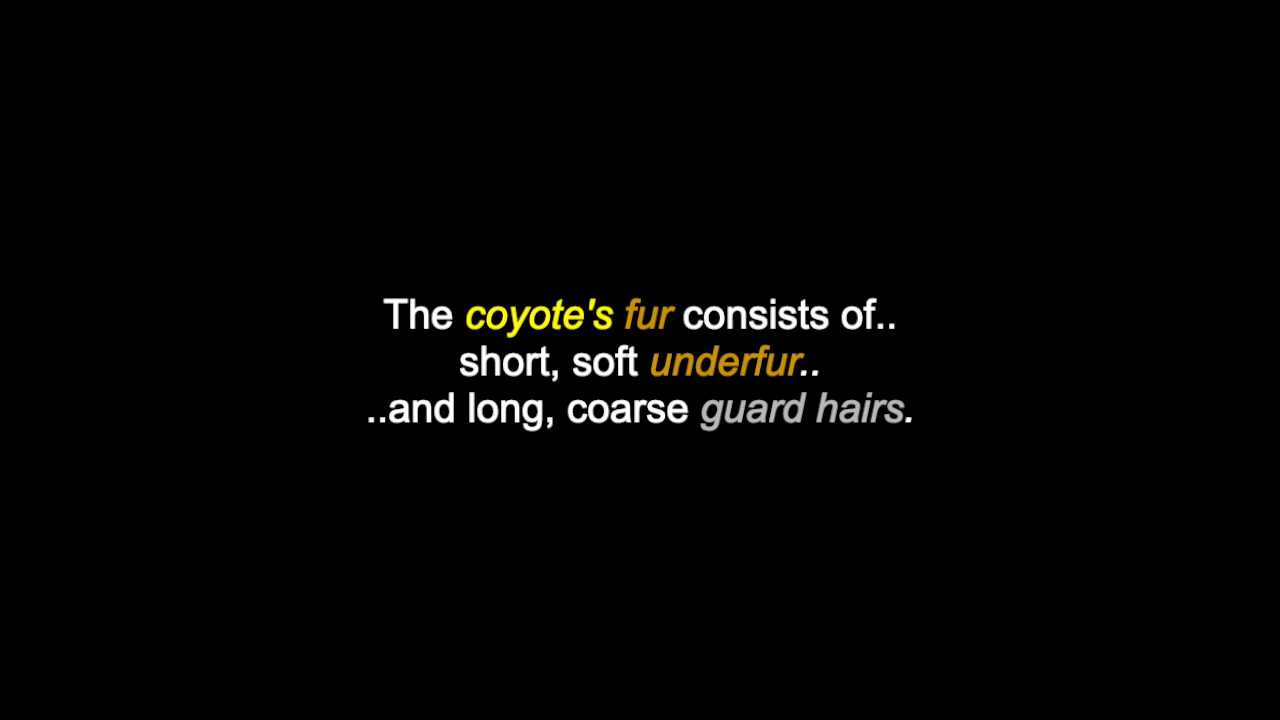 The coyote's fur consists of..
short, soft underfur..
..and long, coarse guard hairs.